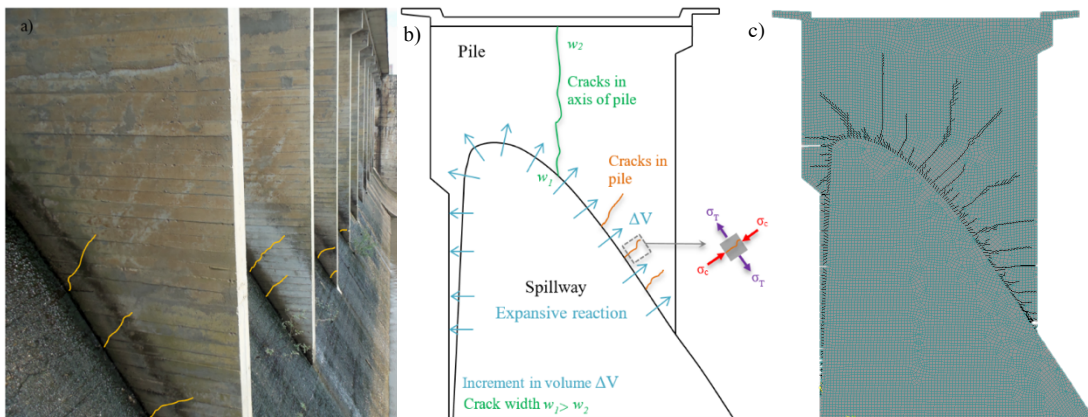 a)
b)
c)
Pile
w2
Cracks in
axis of pile
w1
Cracks in
pile
ΔV
σT
σc
σc
σT
Spillway
Expansive reaction
Increment in volume ΔV
Crack width w1> w2